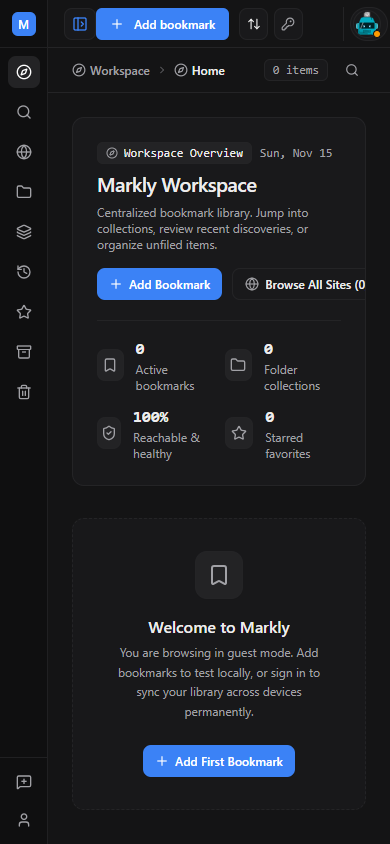 M
Add bookmark
Workspace > Home
0 items
Workspace Overview
Sun, Nov 15
Markly Workspace
Centralized bookmark library. Jump into
collections, review recent discoveries, or
organize unfiled items.
Add Bookmark
Browse All Sites (0
0
Active
bookmarks
0
Folder
collections
100%
Reachable &
healthy
0
Starred
favorites
Welcome to Markly
You are browsing in guest mode. Add
bookmarks to test locally, or sign in to
sync your library across devices
permanently.
Add First Bookmark